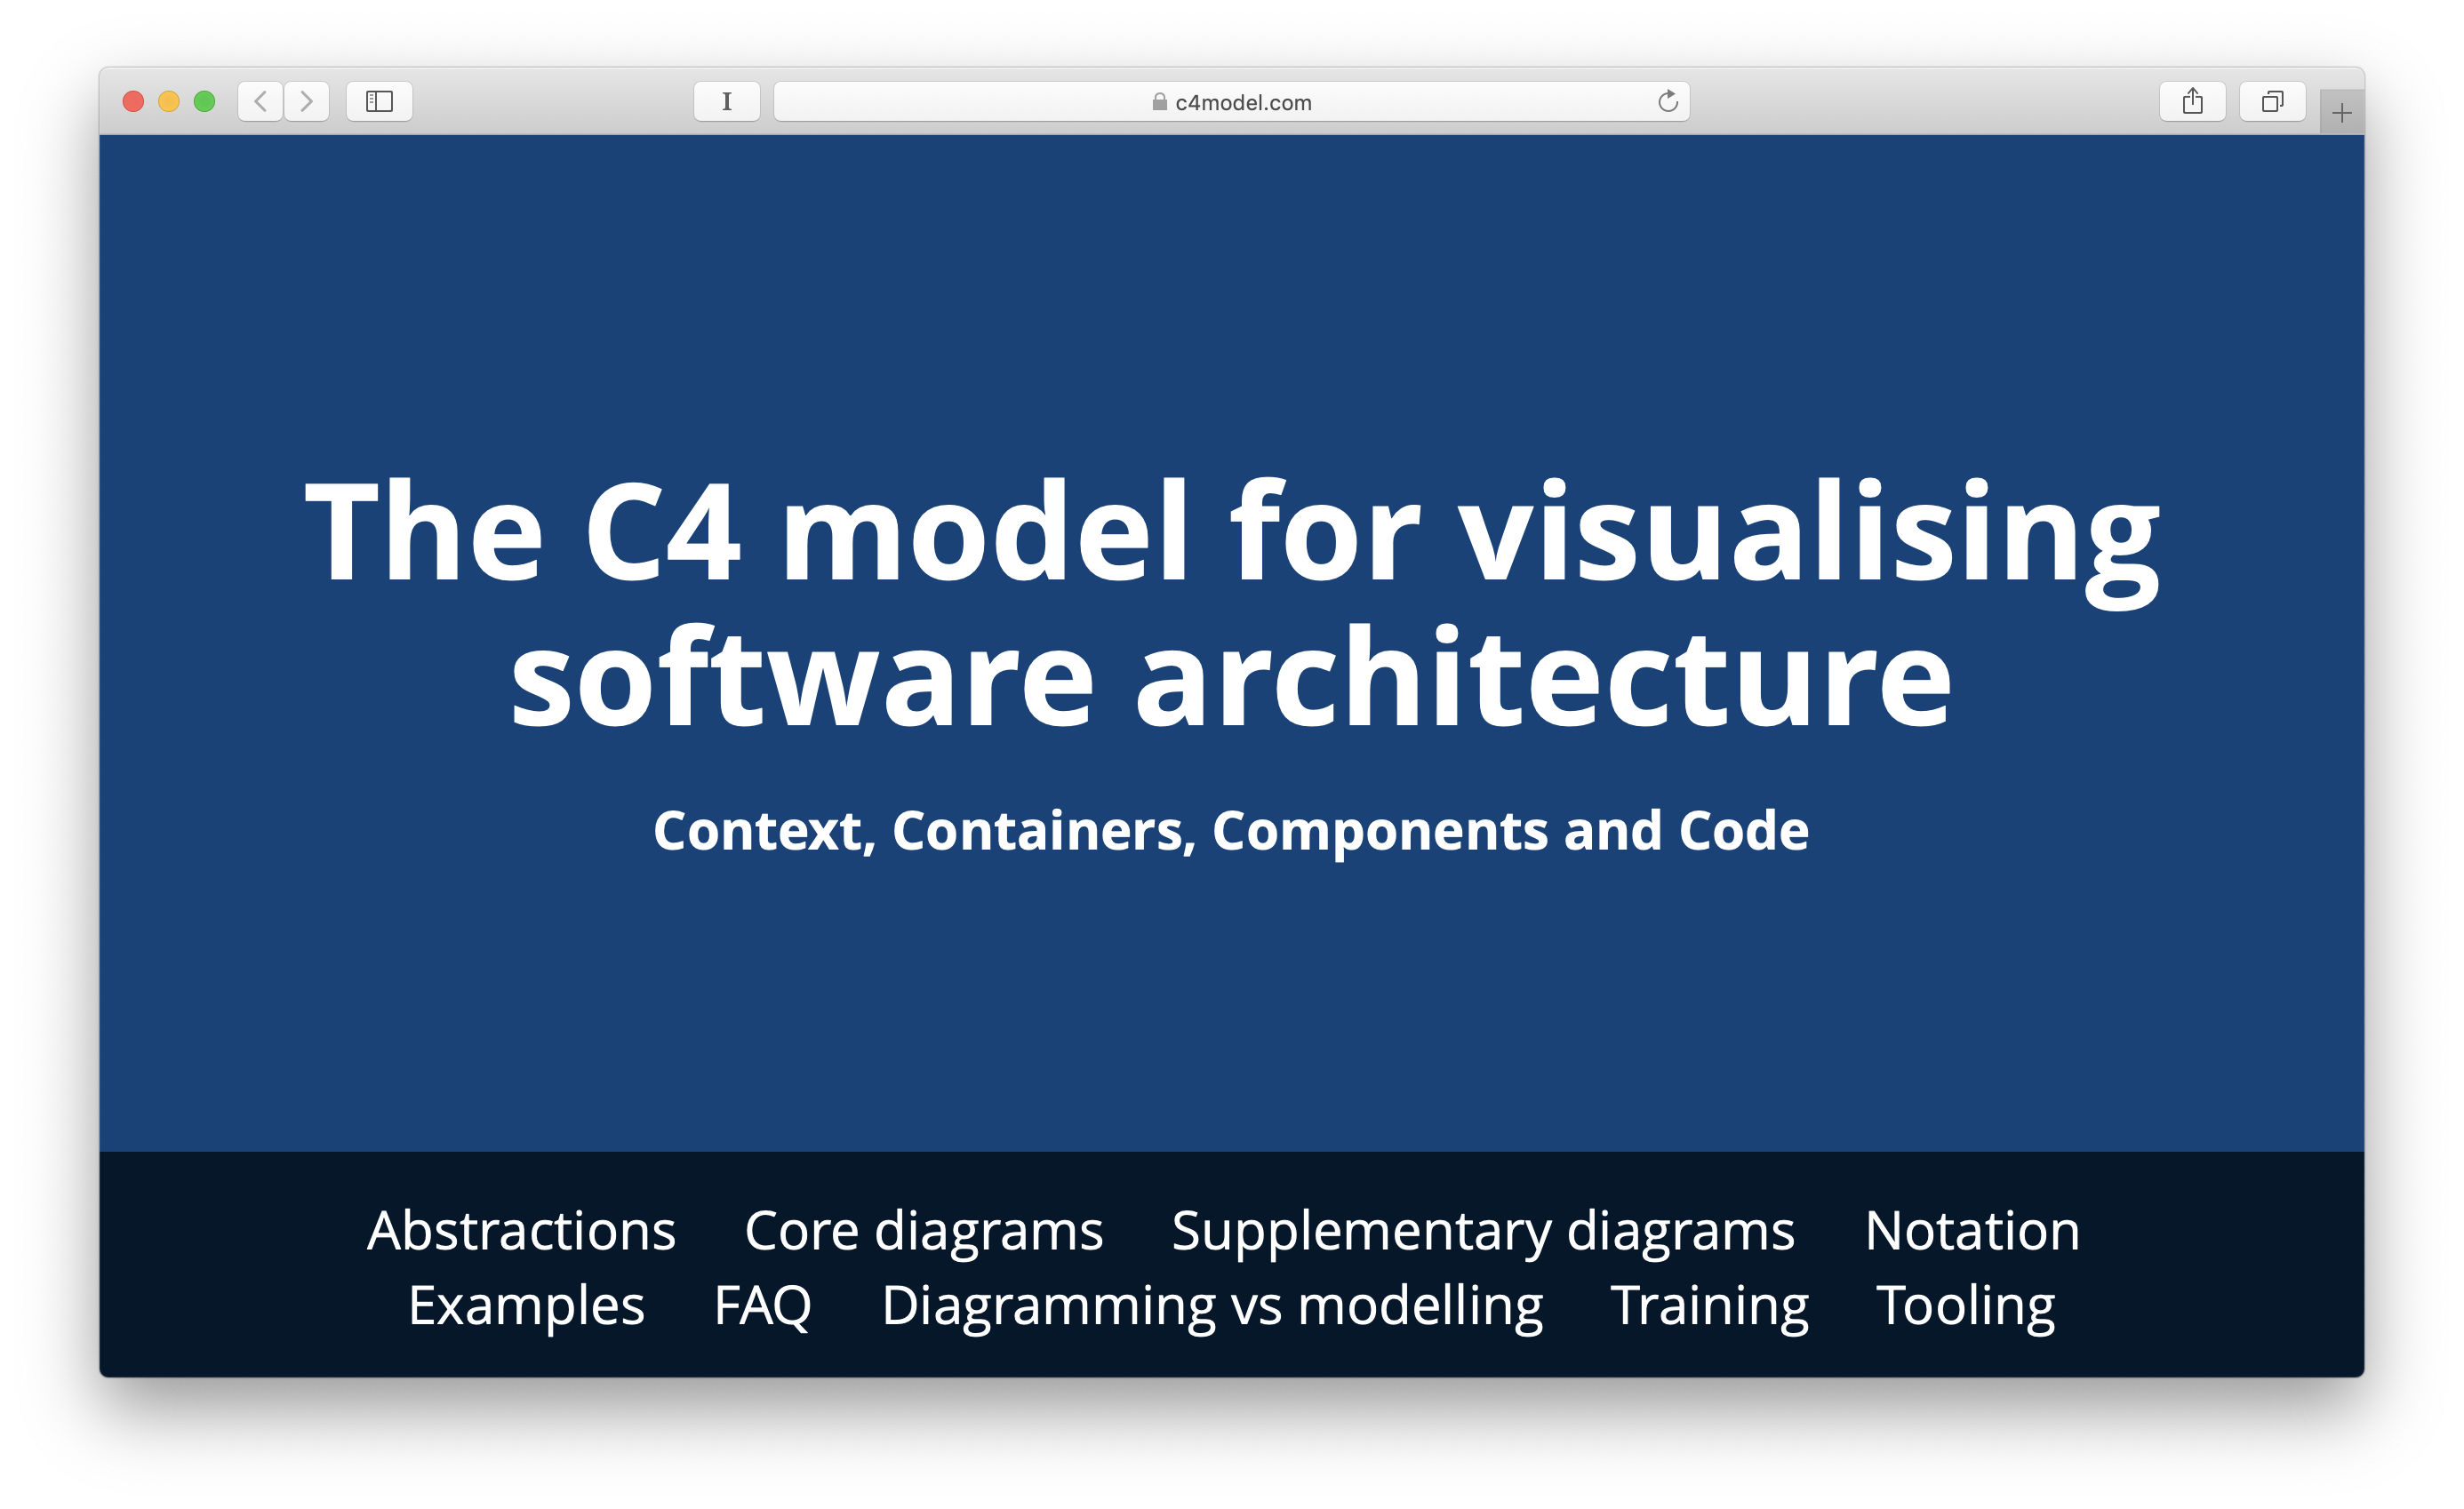 c4model.com
The C4 model for visualising
software architecture
Context, Containers, Components and Code
Abstractions Core diagrams Supplementary diagrams Notation
Examples FAQ Diagramming vs modelling Training Tooling